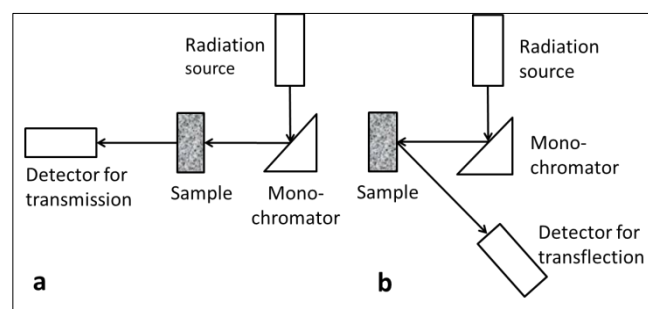 Radiation
source
Detector for
transmission
Sample
Mono-
chromator
a
Radiation
source
Mono-
chromator
Sample
Detector for
transflection
b